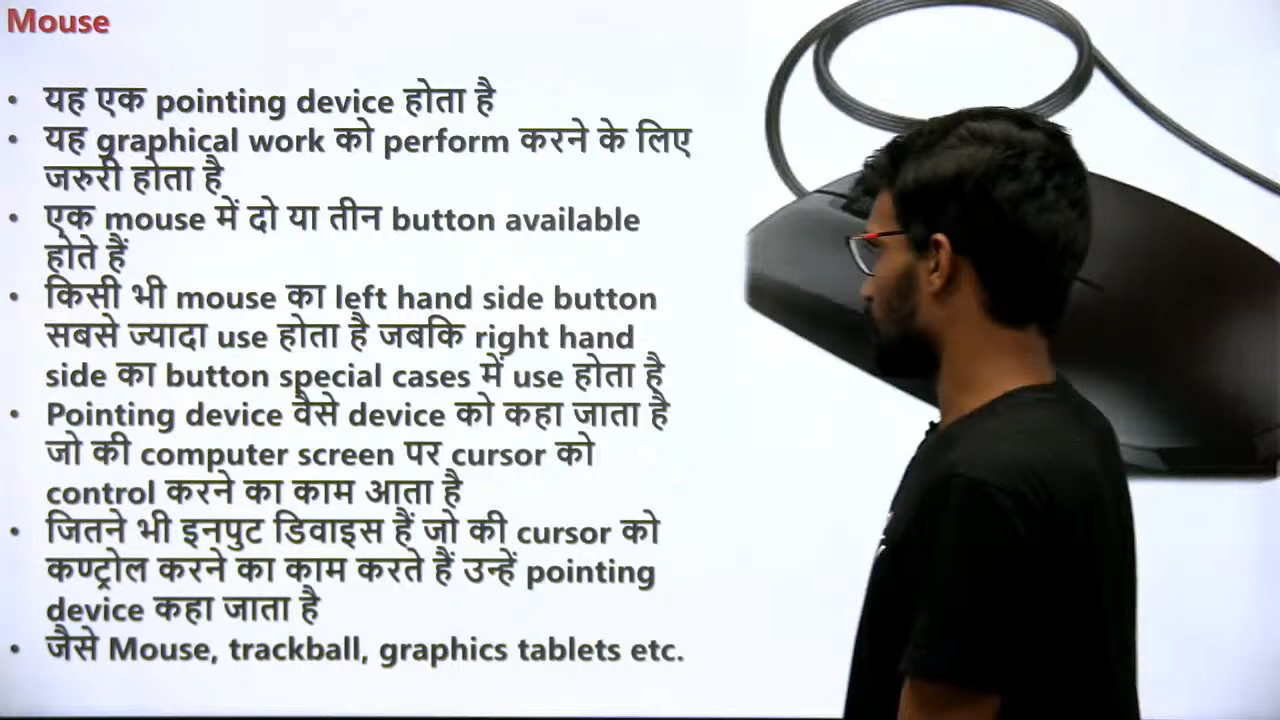 Mouse
• यह एक pointing device होता है
• यह graphical work को perform करने के लिए
जरुरी होता है
• एक mouse में दो या तीन button available
होते हैं
• किसी भी mouse का left hand side button
सबसे ज्यादा use होता है जबकि right hand
side का button special cases में use होता है
• Pointing device वैसे device को कहा जाता है
जो की computer screen पर cursor को
control करने का काम आता है
• जितने भी इनपुट डिवाइस हैं जो की cursor को
कण्ट्रोल करने का काम करते हैं उन्हें pointing
device कहा जाता है
• जैसे Mouse, trackball, graphics tablets etc.